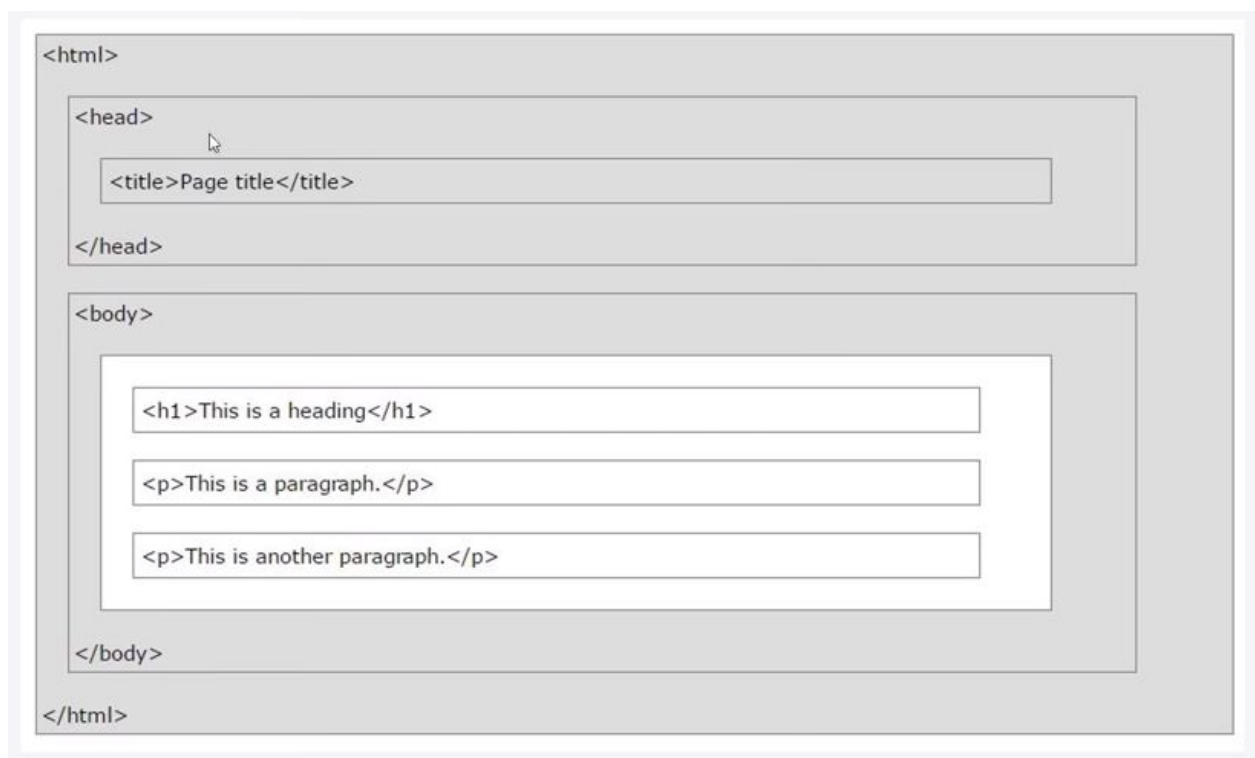 <html>
<head>
<title>Page title</title>
</head>
<body>
<h1>This is a heading</h1>
<p>This is a paragraph.</p>
<p>This is another paragraph.</p>
</body>
</html>